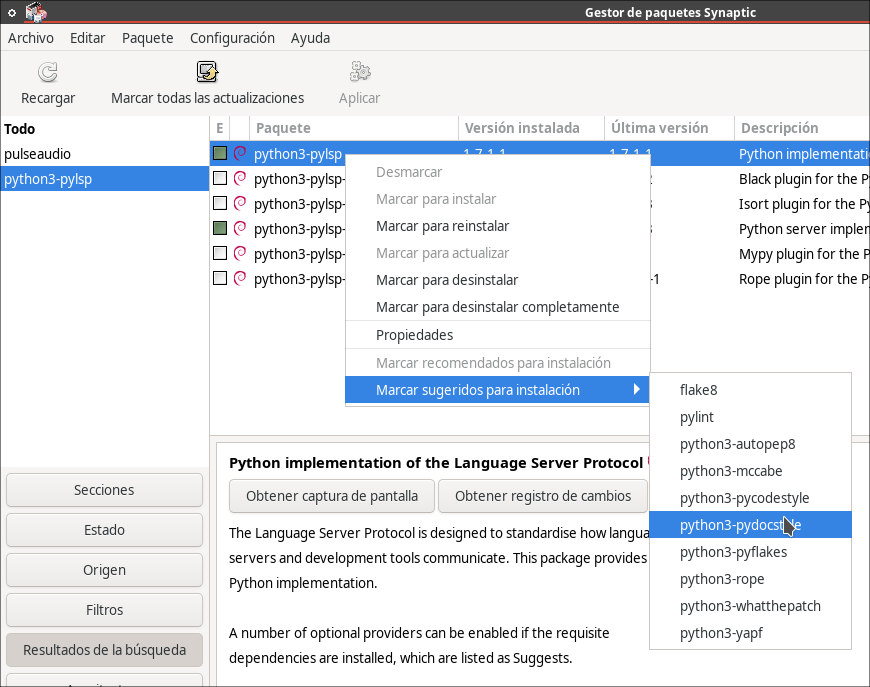 Gestor de paquetes Synaptic
Archivo Editar Paquete Configuración Ayuda
Recargar Marcar todas las actualizaciones Aplicar
Todo
pulseaudio
python3-pylsp
E Paquete Versión instalada Última versión Descripción
python3-pylsp 1.7.1-1 1.7.1-1 Python implementati
python3-pylsp- Black plugin for the P
python3-pylsp- Isort plugin for the Py
python3-pylsp- Python server implem
python3-pylsp- Mypy plugin for the P
python3-pylsp- -1 Rope plugin for the P
Desmarcar
Marcar para instalar
Marcar para reinstalar
Marcar para actualizar
Marcar para desinstalar
Marcar para desinstalar completamente
Propiedades
Marcar recomendados para instalación
Marcar sugeridos para instalación
flake8
pylint
python3-autopep8
python3-mccabe
python3-pycodestyle
python3-pydocstyle
python3-pyflakes
python3-rope
python3-whatthepatch
python3-yapf
Secciones
Estado
Origen
Filtros
Resultados de la búsqueda
Python implementation of the Language Server Protocol
Obtener captura de pantalla Obtener registro de cambios
The Language Server Protocol is designed to standardise how langua
servers and development tools communicate. This package provides
Python implementation.
A number of optional providers can be enabled if the requisite
dependencies are installed, which are listed as Suggests.